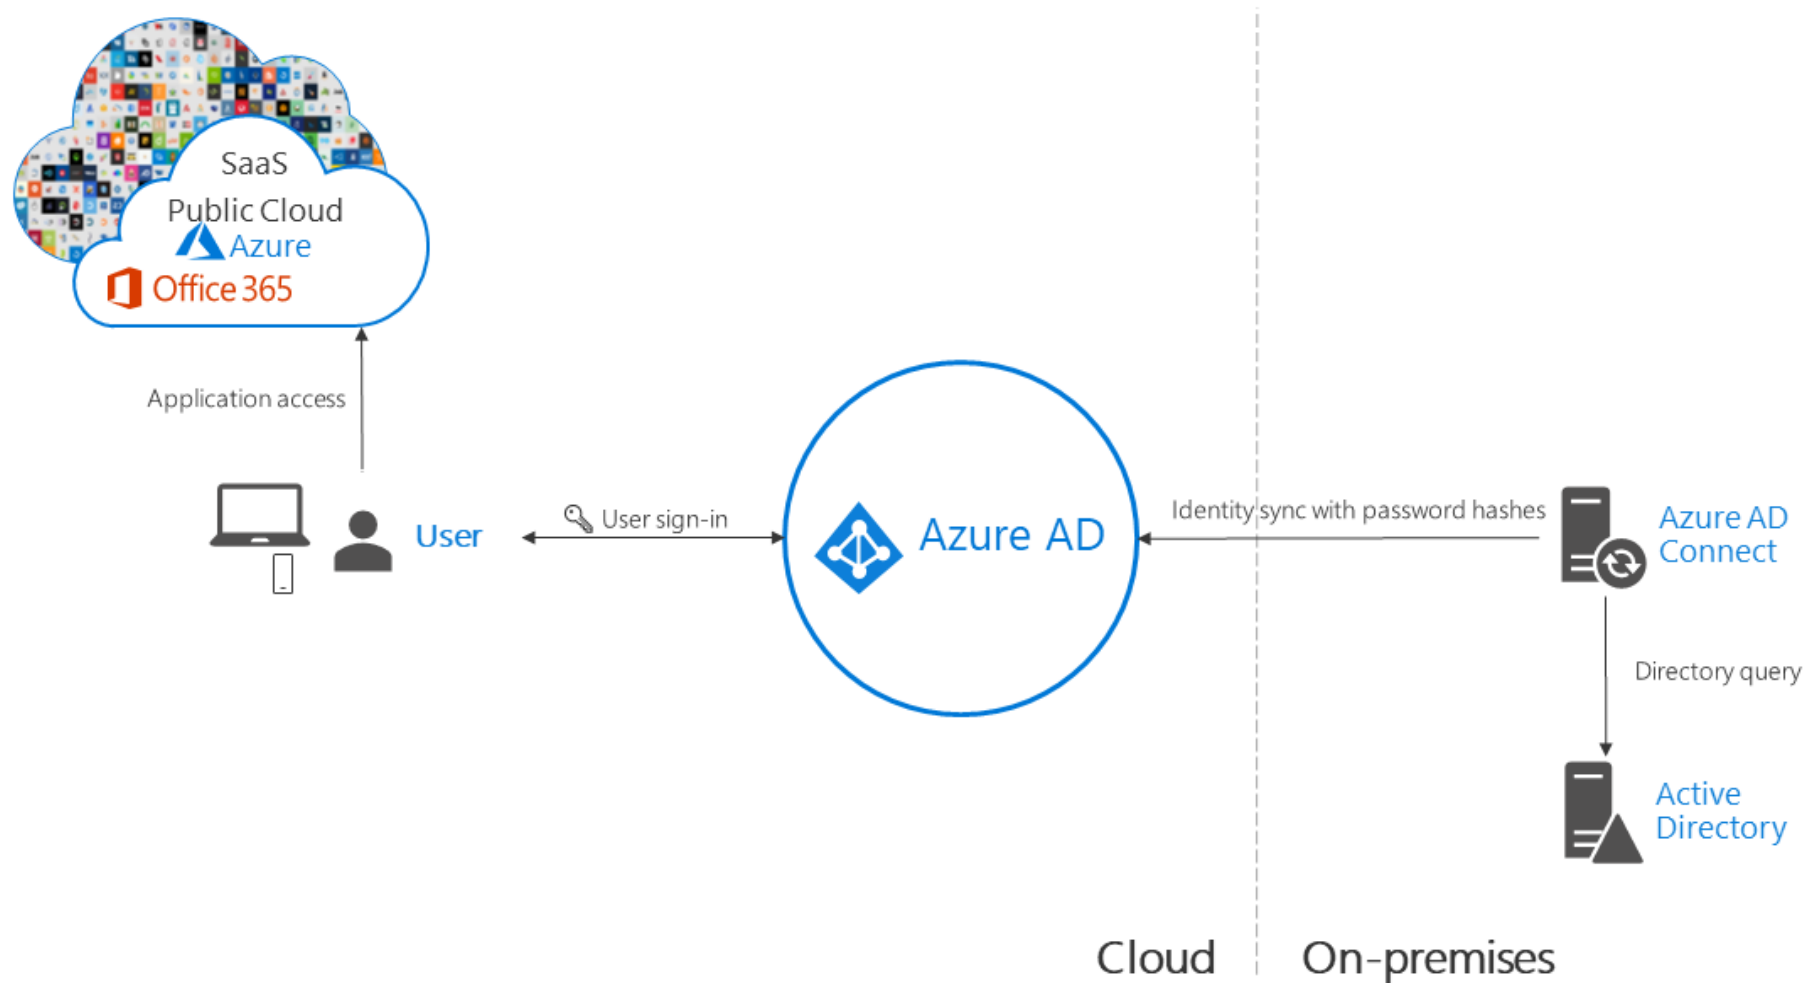 SaaS
Public Cloud
Azure
Office 365
Application access
User
User sign-in
Azure AD
Identity sync with password hashes
Azure AD
Connect
Directory query
Active
Directory
Cloud
On-premises